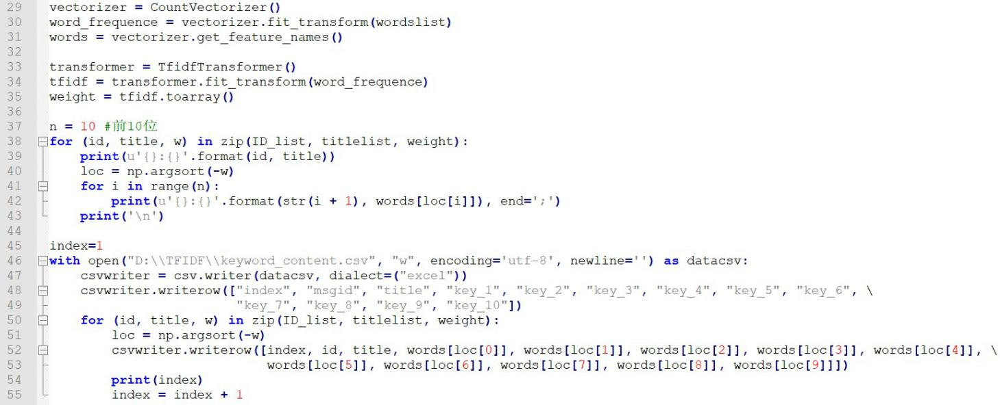 29 vectorizer = CountVectorizer()
30 word_frequence = vectorizer.fit_transform(wordslist)
31 words = vectorizer.get_feature_names()
32
33 transformer = TfidfTransformer()
34 tfidf = transformer.fit_transform(word_frequence)
35 weight = tfidf.toarray()
36
37 n = 10 #前10位
38 for (id, title, w) in zip(ID_list, titlelist, weight):
39     print(u'{}:{}'.format(id, title))
40     loc = np.argsort(-w)
41     for i in range(n):
42         print(u'{}:{}'.format(str(i + 1), words[loc[i]]), end=';')
43     print('\n')
44
45 index=1
46 with open("D:\\TFIDF\\keyword_content.csv", "w", encoding='utf-8', newline='') as datacsv:
47     csvwriter = csv.writer(datacsv, dialect=("excel"))
48     csvwriter.writerow(["index", "msgid", "title", "key_1", "key_2", "key_3", "key_4", "key_5", "key_6", \
49                         "key_7", "key_8", "key_9", "key_10"])
50     for (id, title, w) in zip(ID_list, titlelist, weight):
51         loc = np.argsort(-w)
52         csvwriter.writerow([index, id, title, words[loc[0]], words[loc[1]], words[loc[2]], words[loc[3]], words[loc[4]], \
53                             words[loc[5]], words[loc[6]], words[loc[7]], words[loc[8]], words[loc[9]]])
54         print(index)
55         index = index + 1